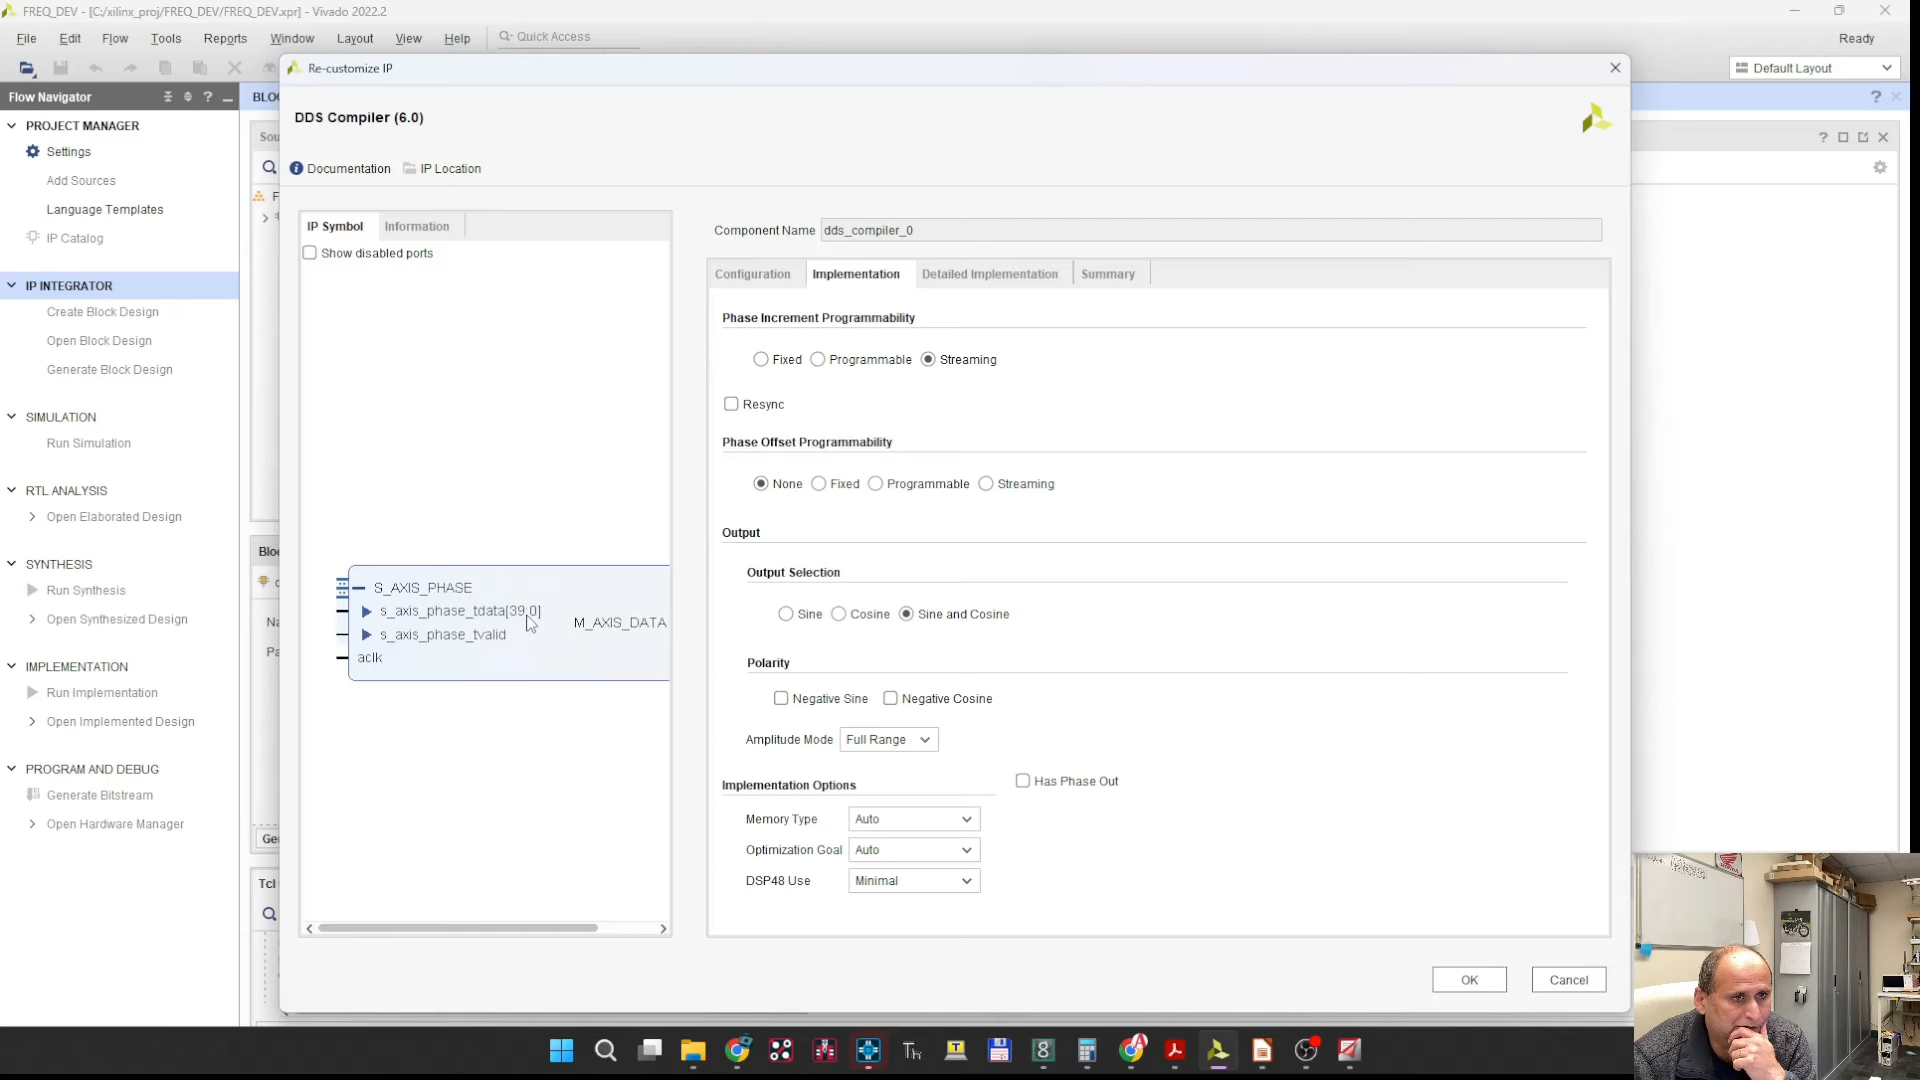 FREQ_DEV - [C:/xilinx_proj/FREQ_DEV/FREQ_DEV.xpr] - Vivado 2022.2
File Edit Flow Tools Reports Window Layout View Help Quick Access
Ready
Default Layout
Flow Navigator
PROJECT MANAGER
Settings
Add Sources
Language Templates
IP Catalog
IP INTEGRATOR
Create Block Design
Open Block Design
Generate Block Design
SIMULATION
Run Simulation
RTL ANALYSIS
Open Elaborated Design
SYNTHESIS
Run Synthesis
Open Synthesized Design
IMPLEMENTATION
Run Implementation
Open Implemented Design
PROGRAM AND DEBUG
Generate Bitstream
Open Hardware Manager
BLO
Sou
F
Bloc
Na
Pa
Ge
Tcl
Re-customize IP
DDS Compiler (6.0)
Documentation IP Location
IP Symbol Information
Show disabled ports
S_AXIS_PHASE
s_axis_phase_tdata[39:0]
s_axis_phase_tvalid
aclk
M_AXIS_DATA
Component Name dds_compiler_0
Configuration Implementation Detailed Implementation Summary
Phase Increment Programmability
Fixed Programmable Streaming
Resync
Phase Offset Programmability
None Fixed Programmable Streaming
Output
Output Selection
Sine Cosine Sine and Cosine
Polarity
Negative Sine Negative Cosine
Amplitude Mode Full Range
Implementation Options
Has Phase Out
Memory Type Auto
Optimization Goal Auto
DSP48 Use Minimal
OK Cancel